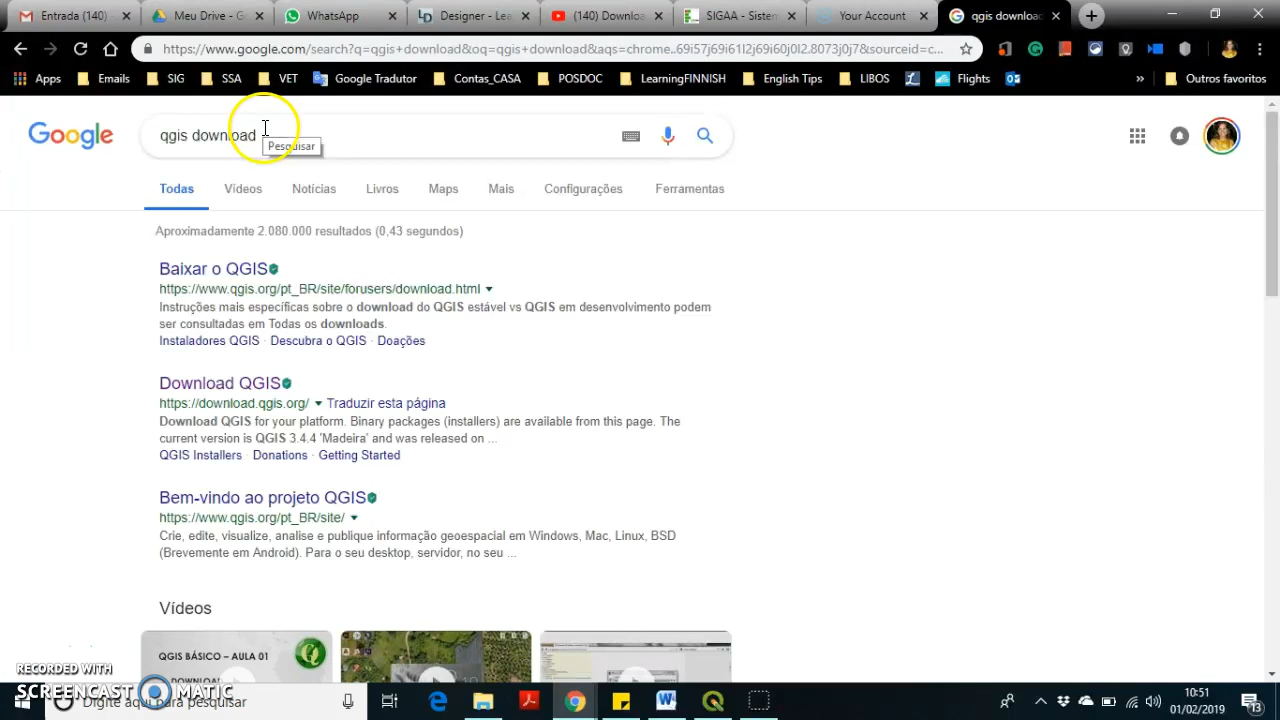 Entrada (140) -
Meu Drive - G
WhatsApp
Designer - Lea
(140) Downloa
SIGAA - Sistem
Your Account
qgis download
https://www.google.com/search?q=qgis+download&oq=qgis+download&aqs=chrome..69i57j69i61l2j69i60j0l2.8073j0j7&sourceid=c...
Apps
Emails
SIG
SSA
VET
Google Tradutor
Contas_CASA
POSDOC
LearningFINNISH
English Tips
LIBOS
Flights
»
Outros favoritos
Google
qgis download
Pesquisar
Todas
Vídeos
Notícias
Livros
Maps
Mais
Configurações
Ferramentas
Aproximadamente 2.080.000 resultados (0,43 segundos)
Baixar o QGIS
https://www.qgis.org/pt_BR/site/forusers/download.html
Instruções mais específicas sobre o download do QGIS estável vs QGIS em desenvolvimento podem
ser consultadas em Todas os downloads.
Instaladores QGIS · Descubra o QGIS · Doações
Download QGIS
https://download.qgis.org/ Traduzir esta página
Download QGIS for your platform. Binary packages (installers) are available from this page. The
current version is QGIS 3.4.4 'Madeira' and was released on ...
QGIS Installers · Donations · Getting Started
Bem-vindo ao projeto QGIS
https://www.qgis.org/pt_BR/site/
Crie, edite, visualize, analise e publique informação geoespacial em Windows, Mac, Linux, BSD
(Brevemente em Android). Para o seu desktop, servidor, no seu ...
Vídeos
QGIS BÁSICO – AULA 01
RECORDED WITH
SCREENCAST MATIC
Digite aqui para pesquisar
10:51
01/02/2019
13